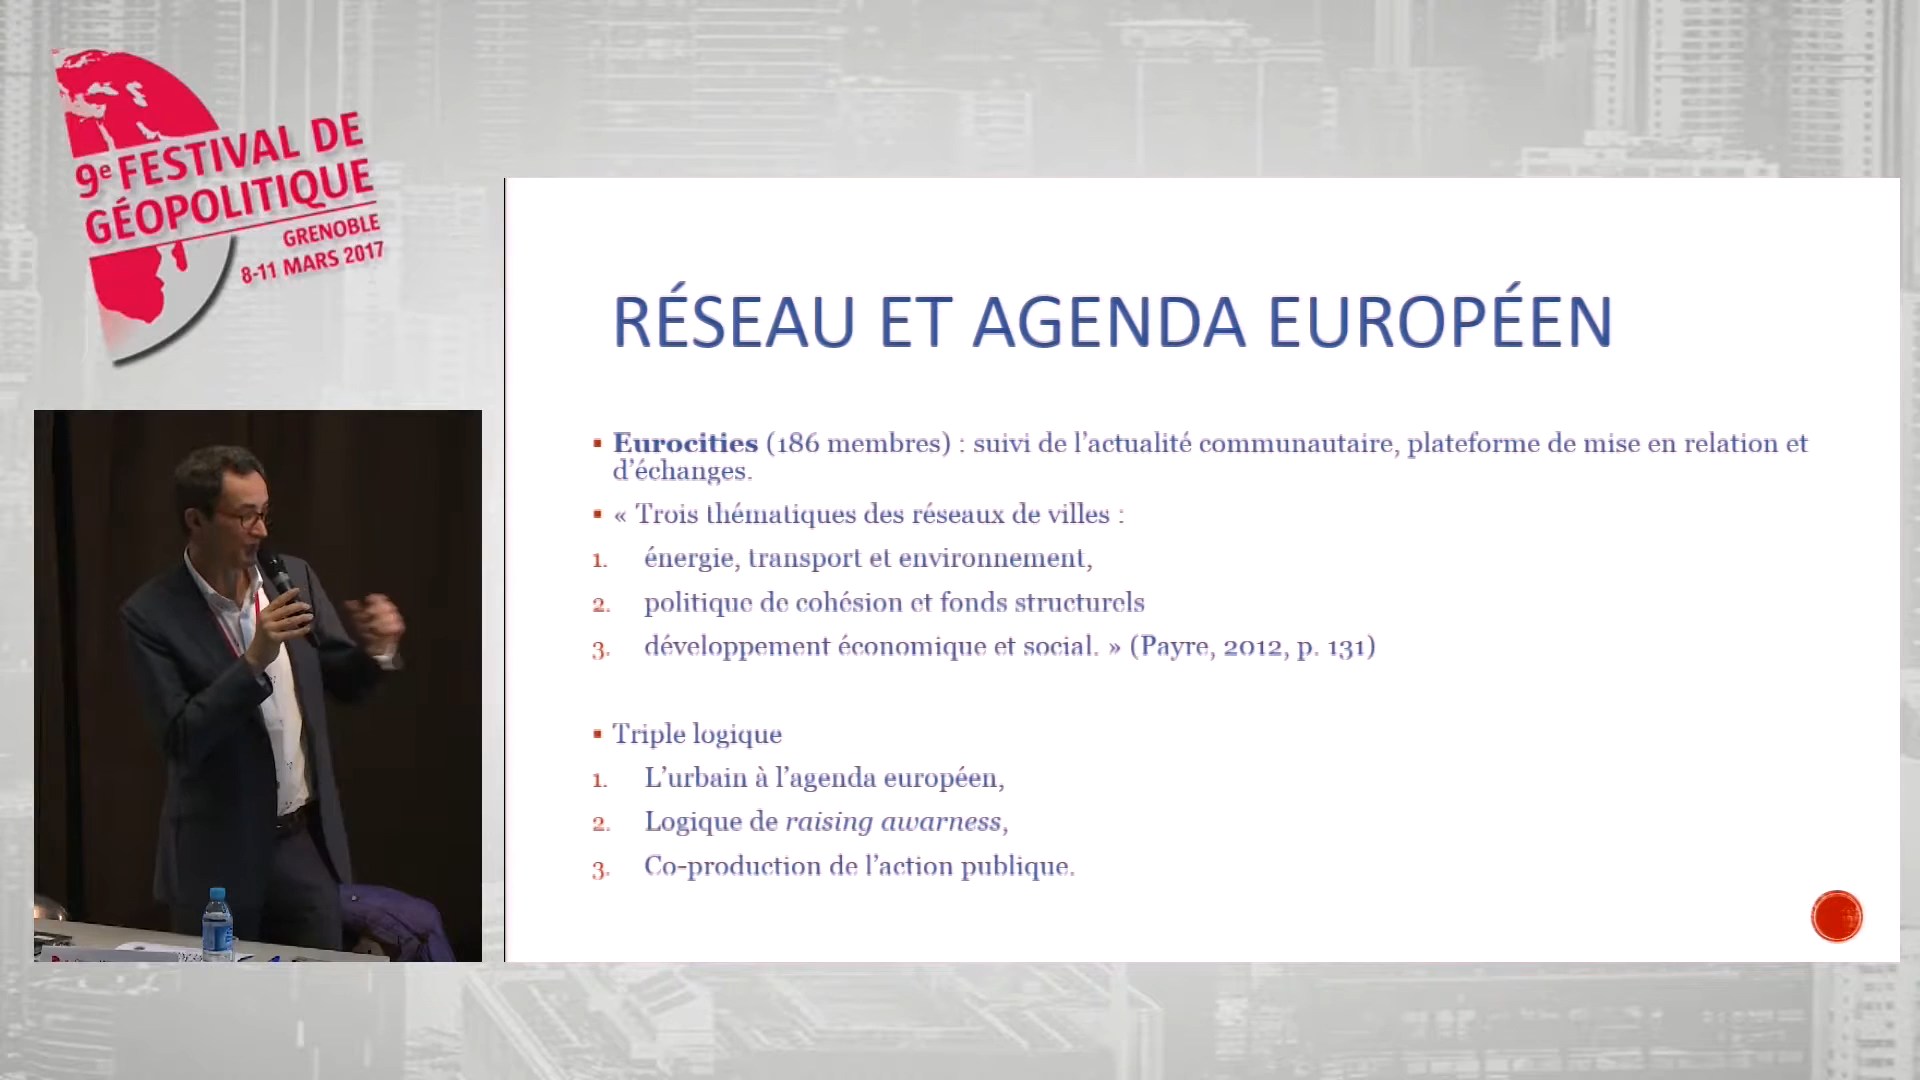 9e FESTIVAL DE
GÉOPOLITIQUE
GRENOBLE
8-11 MARS 2017
RÉSEAU ET AGENDA EUROPÉEN
▪ Eurocities (186 membres) : suivi de l’actualité communautaire, plateforme de mise en relation et
d’échanges.
▪ « Trois thématiques des réseaux de villes :
1. énergie, transport et environnement,
2. politique de cohésion et fonds structurels
3. développement économique et social. » (Payre, 2012, p. 131)
▪ Triple logique
1. L’urbain à l’agenda européen,
2. Logique de raising awarness,
3. Co-production de l’action publique.